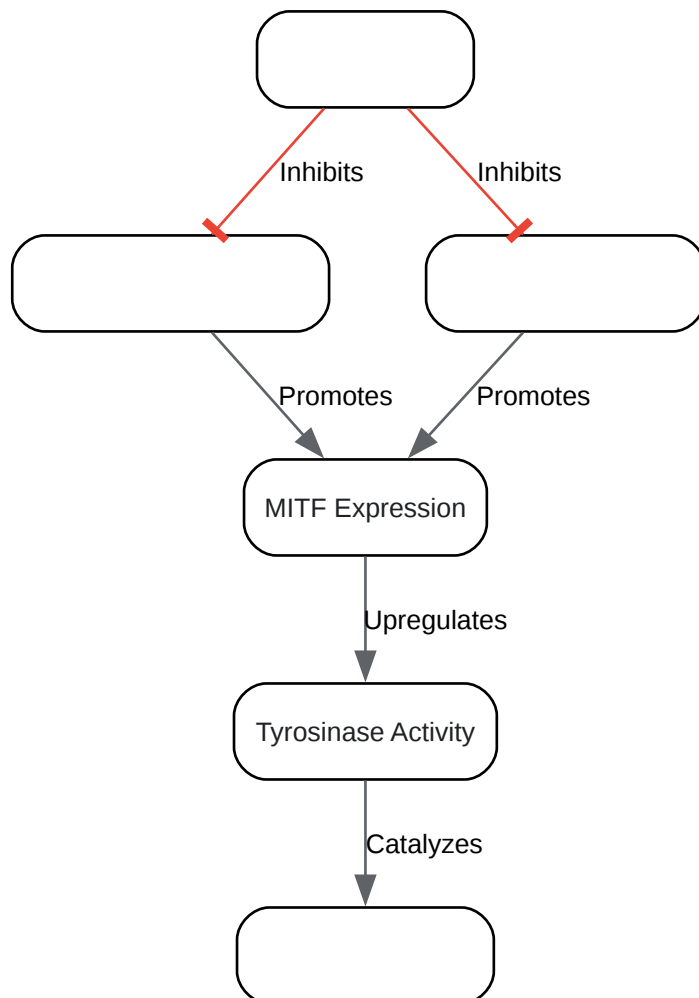 Inhibits
Inhibits
Promotes
Promotes
MITF Expression
Upregulates
Tyrosinase Activity
Catalyzes